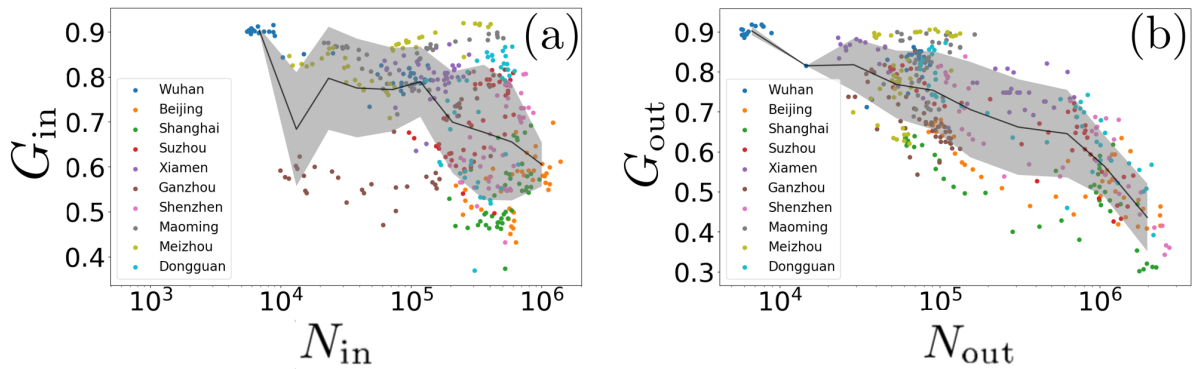 (a)
G_in
0.9
0.8
0.7
0.6
0.5
0.4
Wuhan
Beijing
Shanghai
Suzhou
Xiamen
Ganzhou
Shenzhen
Maoming
Meizhou
Dongguan
10^3 10^4 10^5 10^6
N_in
(b)
G_out
0.9
0.8
0.7
0.6
0.5
0.4
0.3
Wuhan
Beijing
Shanghai
Suzhou
Xiamen
Ganzhou
Shenzhen
Maoming
Meizhou
Dongguan
10^4 10^5 10^6
N_out